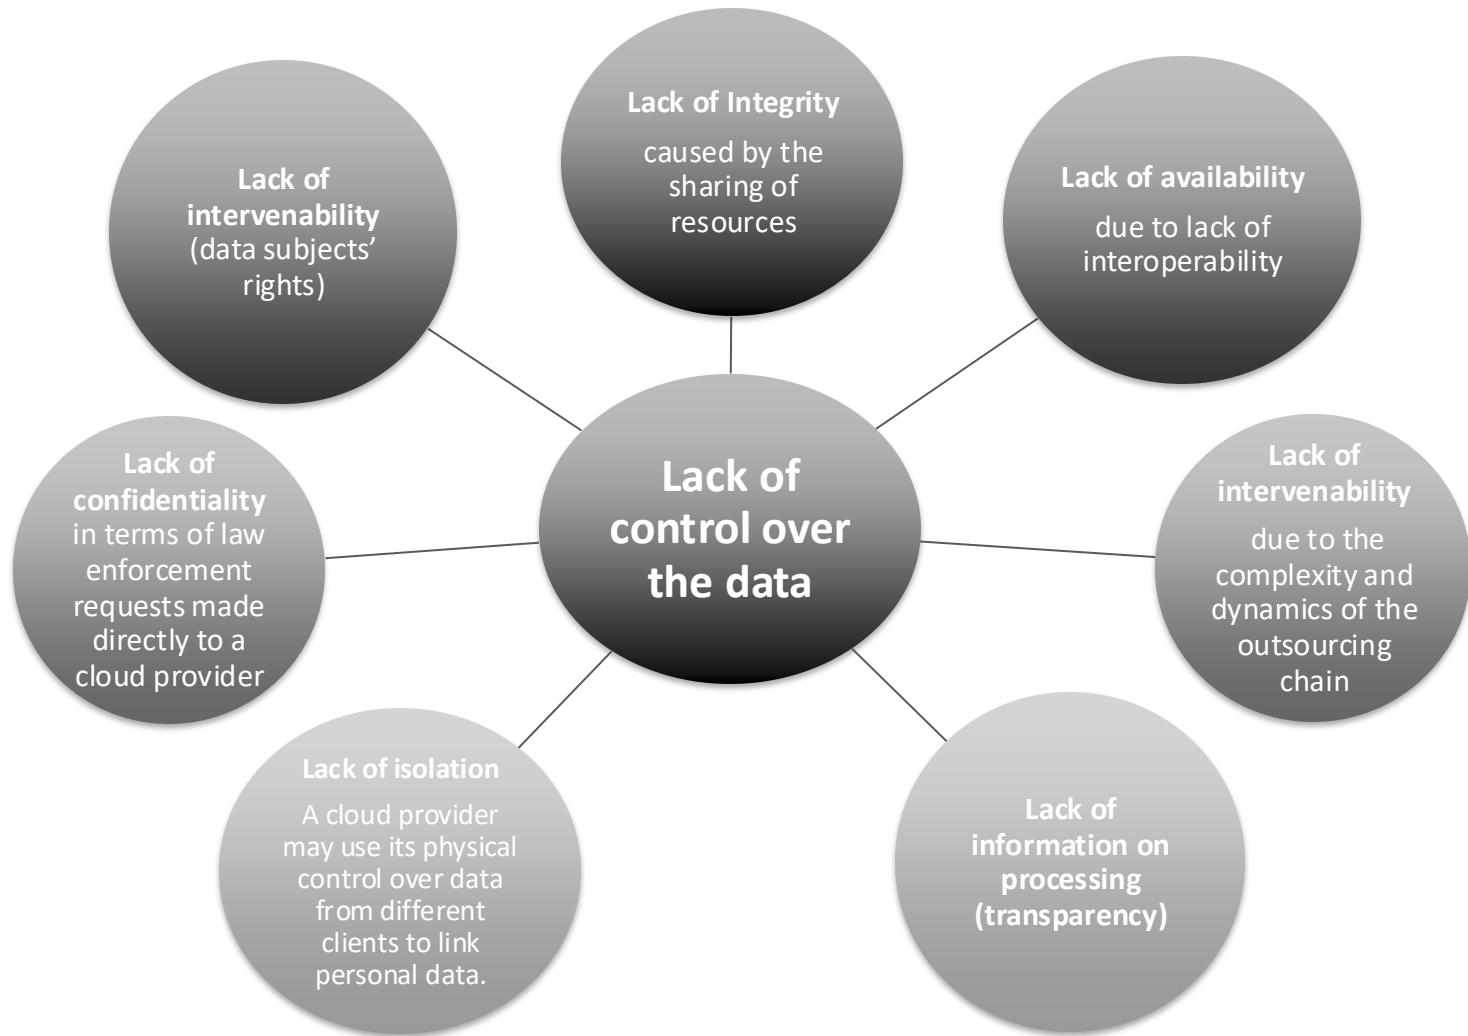 Lack of Integrity
caused by the
sharing of
resources
Lack of availability
due to lack of
interoperability
Lack of
intervenability
due to the
complexity and
dynamics of the
outsourcing
chain
Lack of
information on
processing
(transparency)
Lack of isolation
A cloud provider
may use its physical
control over data
from different
clients to link
personal data.
Lack of
confidentiality
in terms of law
enforcement
requests made
directly to a
cloud provider
Lack of
intervenability
(data subjects’
rights)
Lack of
control over
the data